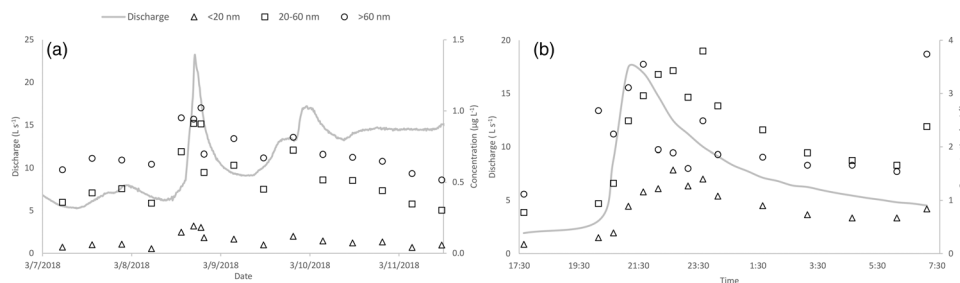 Discharge <20 nm 20-60 nm >60 nm
(a)
25
20
15
10
5
0
Discharge (L s⁻¹)
1.5
1.0
0.5
0.0
Concentration (µg L⁻¹)
3/7/2018 3/8/2018 3/9/2018 3/10/2018 3/11/2018
Date
(b)
20
15
10
5
0
Discharge (L s⁻¹)
4
3
2
1
0
17:30 19:30 21:30 23:30 1:30 3:30 5:30 7:30
Time